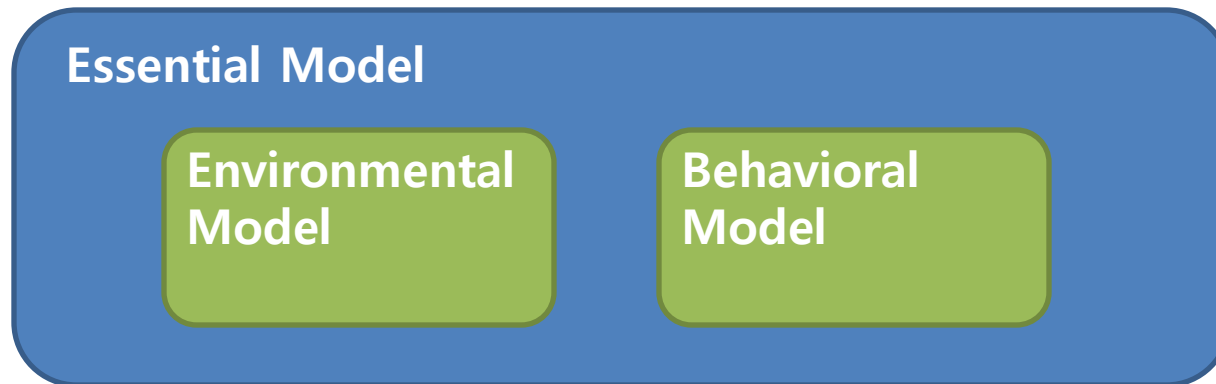 Essential Model
Environmental
Model
Behavioral
Model